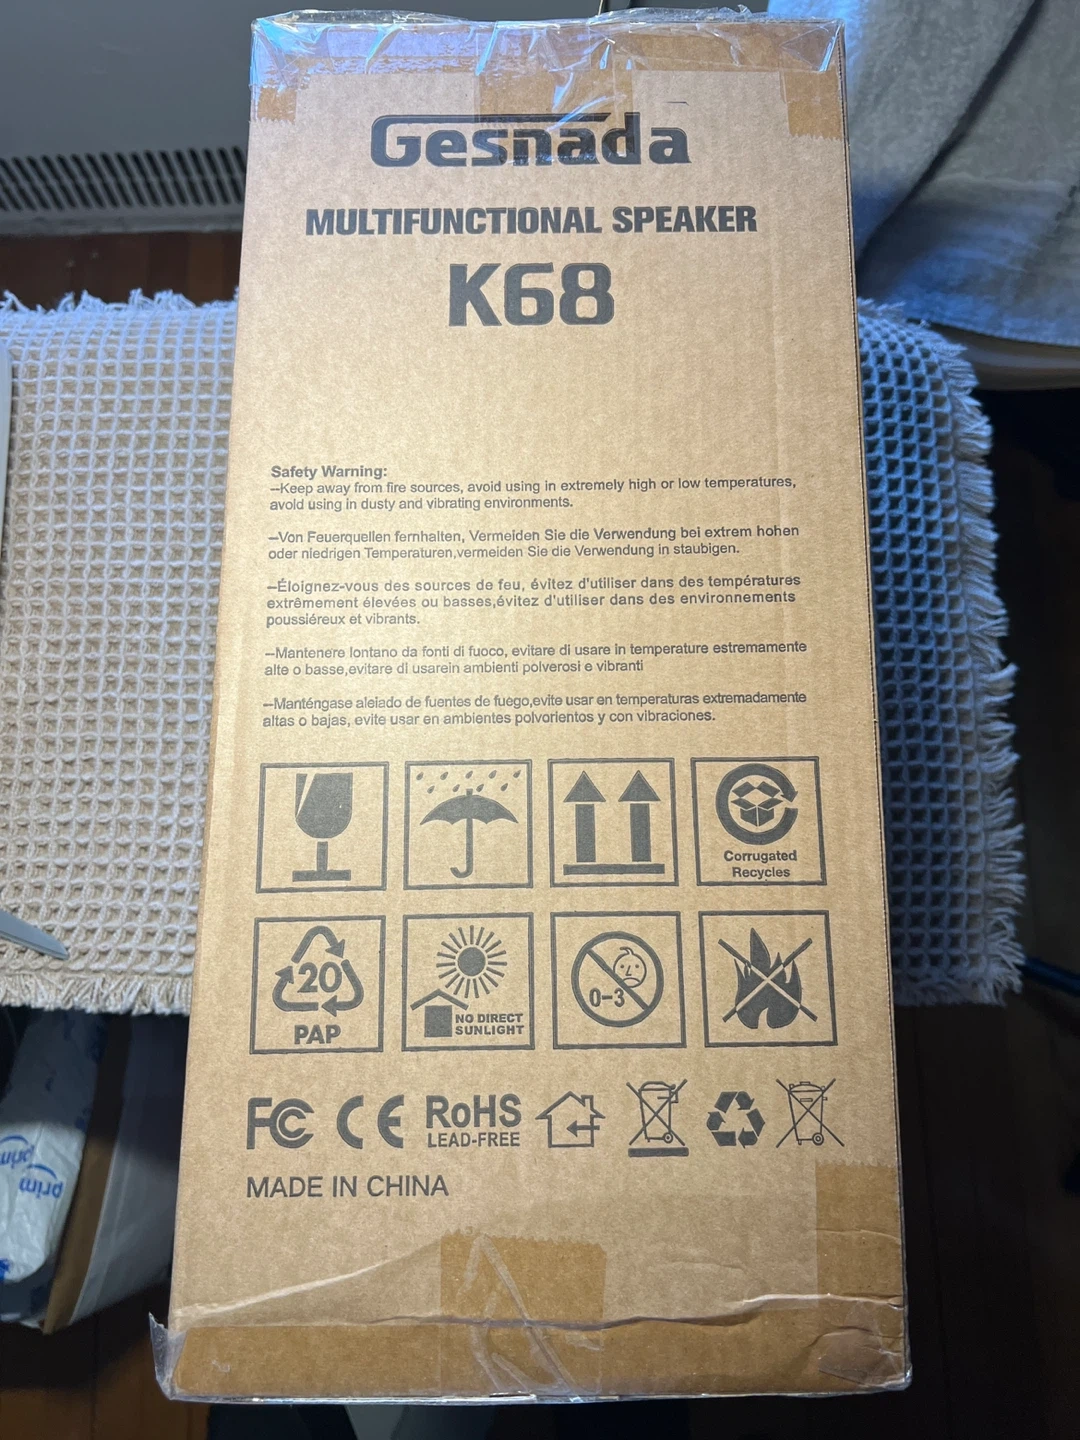 Gesnada
MULTIFUNCTIONAL SPEAKER
K68
Safety Warning:
--Keep away from fire sources, avoid using in extremely high or low temperatures,
avoid using in dusty and vibrating environments.
--Von Feuerquellen fernhalten, Vermeiden Sie die Verwendung bei extrem hohen
oder niedrigen Temperaturen,vermeiden Sie die Verwendung in staubigen.
--Éloignez-vous des sources de feu, évitez d'utiliser dans des températures
extrêmement élevées ou basses,évitez d'utiliser dans des environnements
poussiéreux et vibrants.
--Mantenere lontano da fonti di fuoco, evitare di usare in temperature estremamente
alte o basse,evitare di usarein ambienti polverosi e vibranti
--Manténgase aleiado de fuentes de fuego,evite usar en temperaturas extremadamente
altas o bajas, evite usar en ambientes polvorientos y con vibraciones.
Corrugated
Recycles
20
PAP
NO DIRECT
SUNLIGHT
0-3
FC CE RoHS
LEAD-FREE
MADE IN CHINA
prim